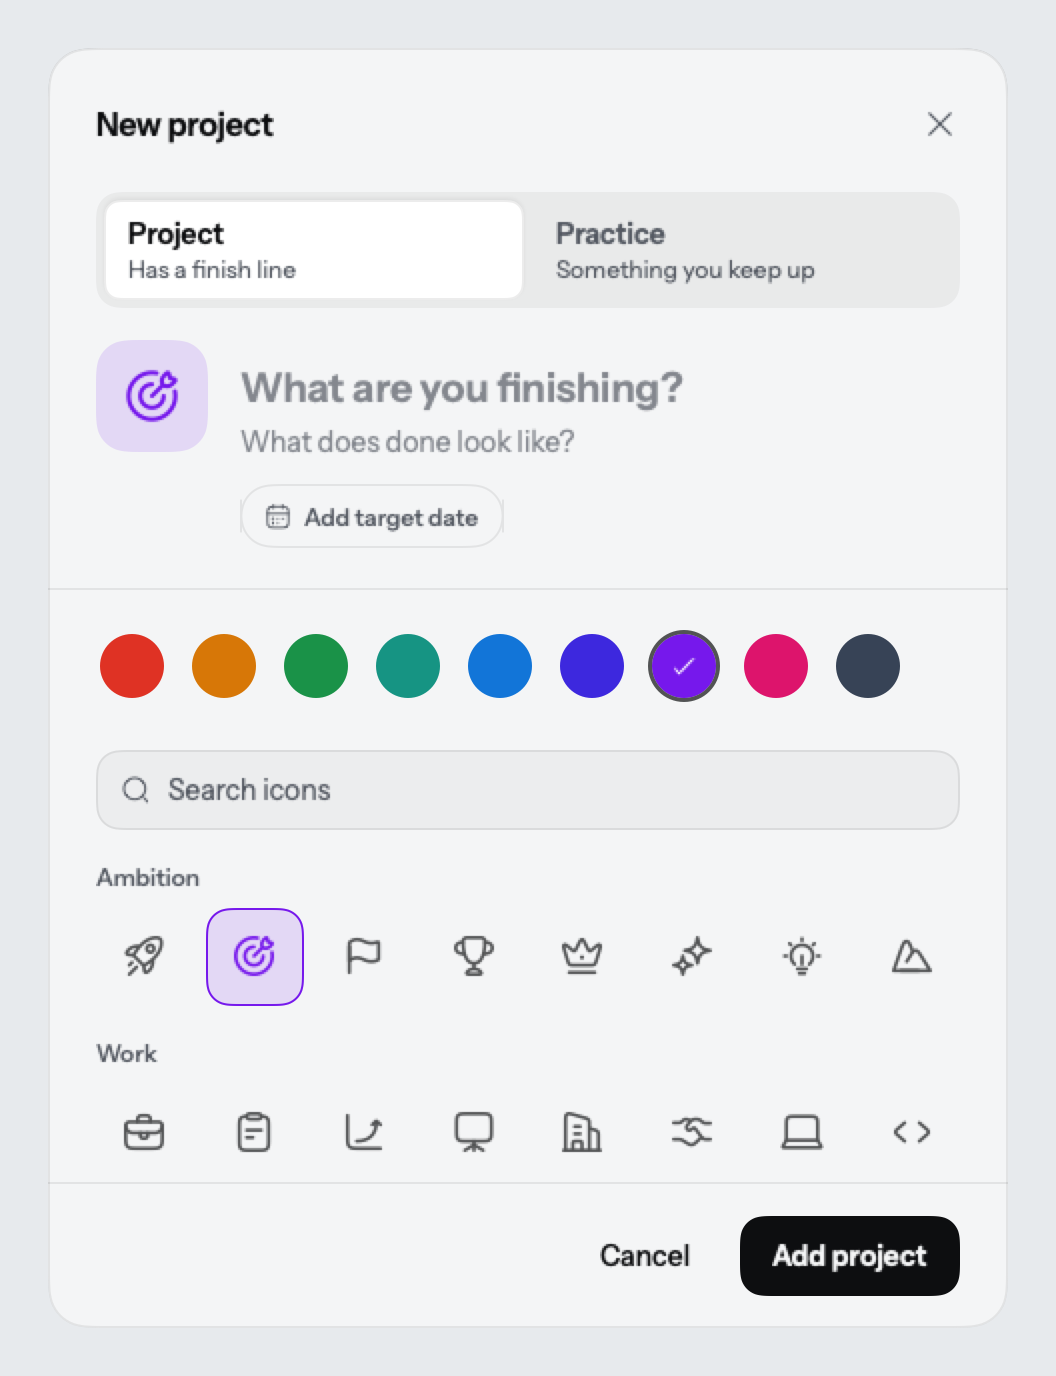 New project
Project
Has a finish line
Practice
Something you keep up
What are you finishing?
What does done look like?
Add target date
Search icons
Ambition
Work
Cancel
Add project